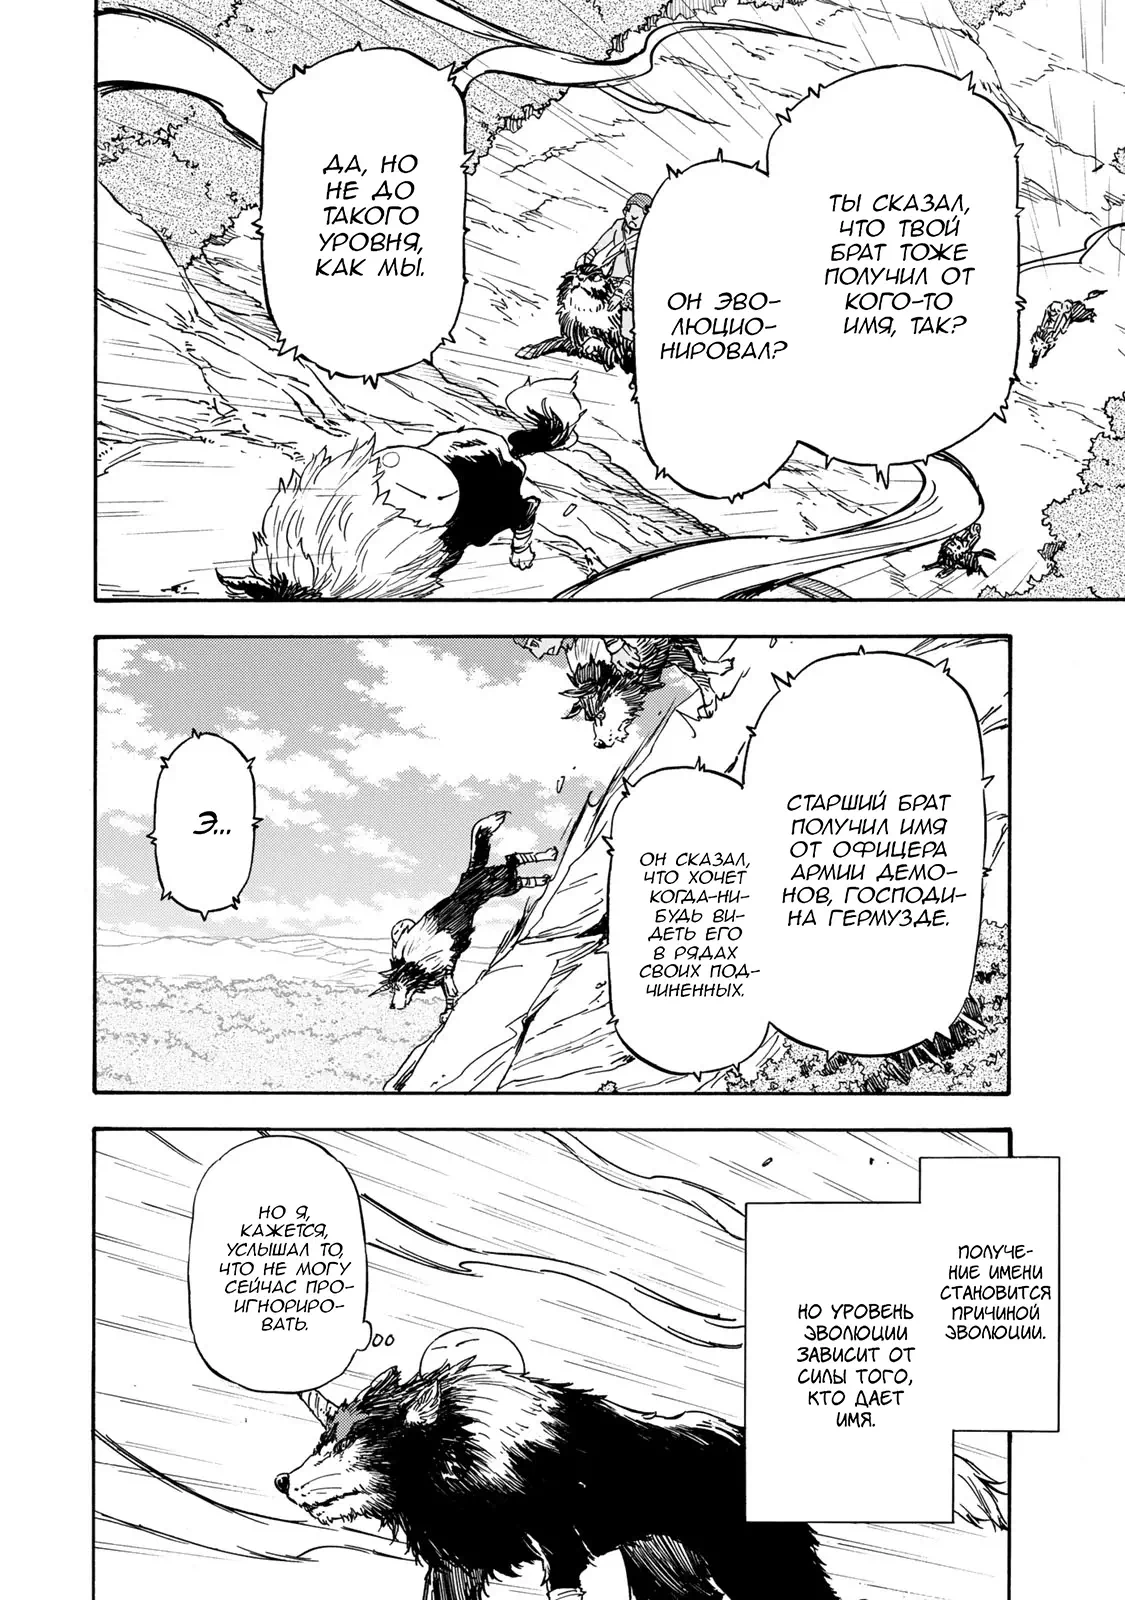 ТЫ СКАЗАЛ,
ЧТО ТВОЙ
БРАТ ТОЖЕ
ПОЛУЧИЛ ОТ
КОГО-ТО
ИМЯ, ТАК?
ОН ЭВО-
ЛЮЦИО-
НИРОВАЛ?
ДА, НО
НЕ ДО
ТАКОГО
УРОВНЯ,
КАК МЫ.
СТАРШИЙ БРАТ
ПОЛУЧИЛ ИМЯ
ОТ ОФИЦЕРА
АРМИИ ДЕМО-
НОВ, ГОСПОДИ-
НА ГЕРМУЗДЕ.
ОН СКАЗАЛ,
ЧТО ХОЧЕТ
КОГДА-НИ-
БУДЬ ВИ-
ДЕТЬ ЕГО
В РЯДАХ
СВОИХ ПОД-
ЧИНЕННЫХ.
Э...
ПОЛУЧЕ-
НИЕ ИМЕНИ
СТАНОВИТСЯ
ПРИЧИНОЙ
ЭВОЛЮЦИИ.
НО УРОВЕНЬ
ЭВОЛЮЦИИ
ЗАВИСИТ ОТ
СИЛЫ ТОГО,
КТО ДАЕТ
ИМЯ.
НО Я,
КАЖЕТСЯ,
УСЛЫШАЛ ТО,
ЧТО НЕ МОГУ
СЕЙЧАС ПРО-
ИГНОРИРО-
ВАТЬ.